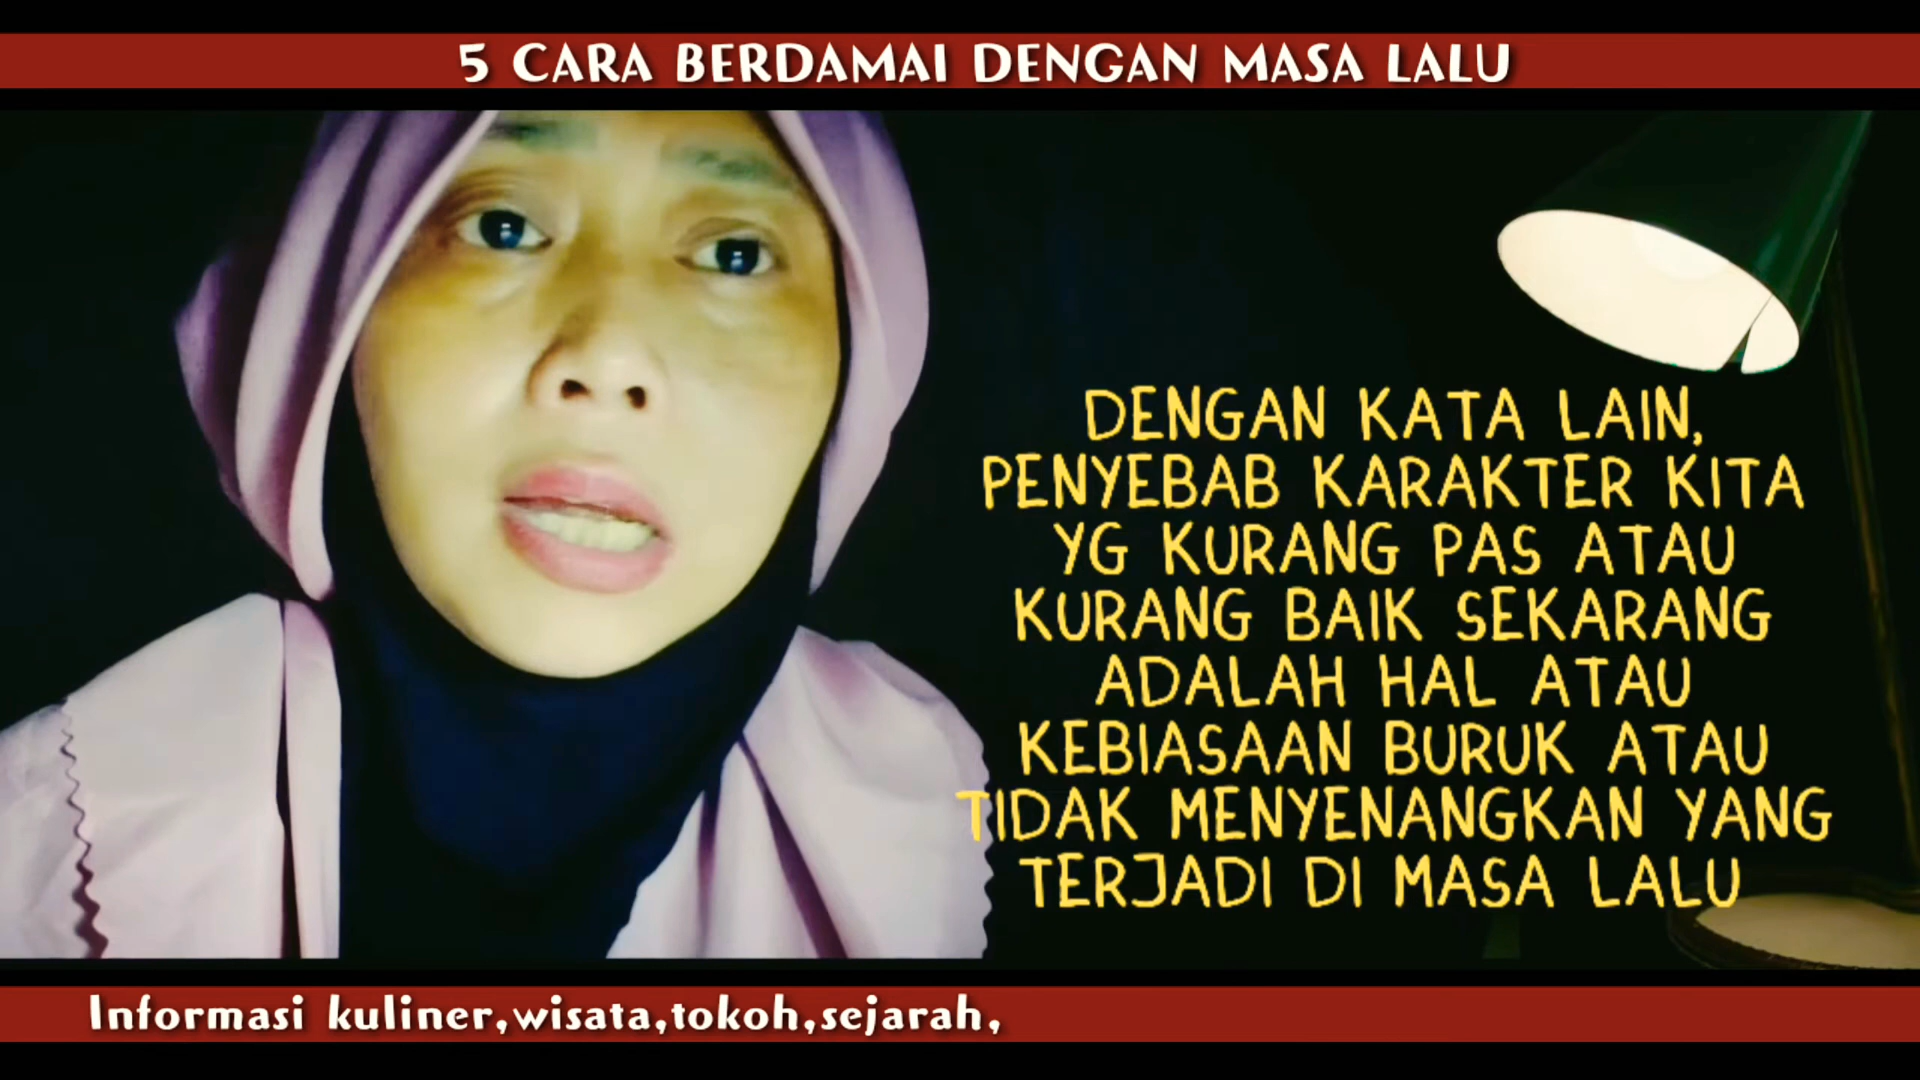 5 CARA BERDAMAI DENGAN MASA LALU
DENGAN KATA LAIN,
PENYEBAB KARAKTER KITA
YG KURANG PAS ATAU
KURANG BAIK SEKARANG
ADALAH HAL ATAU
KEBIASAAN BURUK ATAU
TIDAK MENYENANGKAN YANG
TERJADI DI MASA LALU
Informasi kuliner,wisata,tokoh,sejarah,